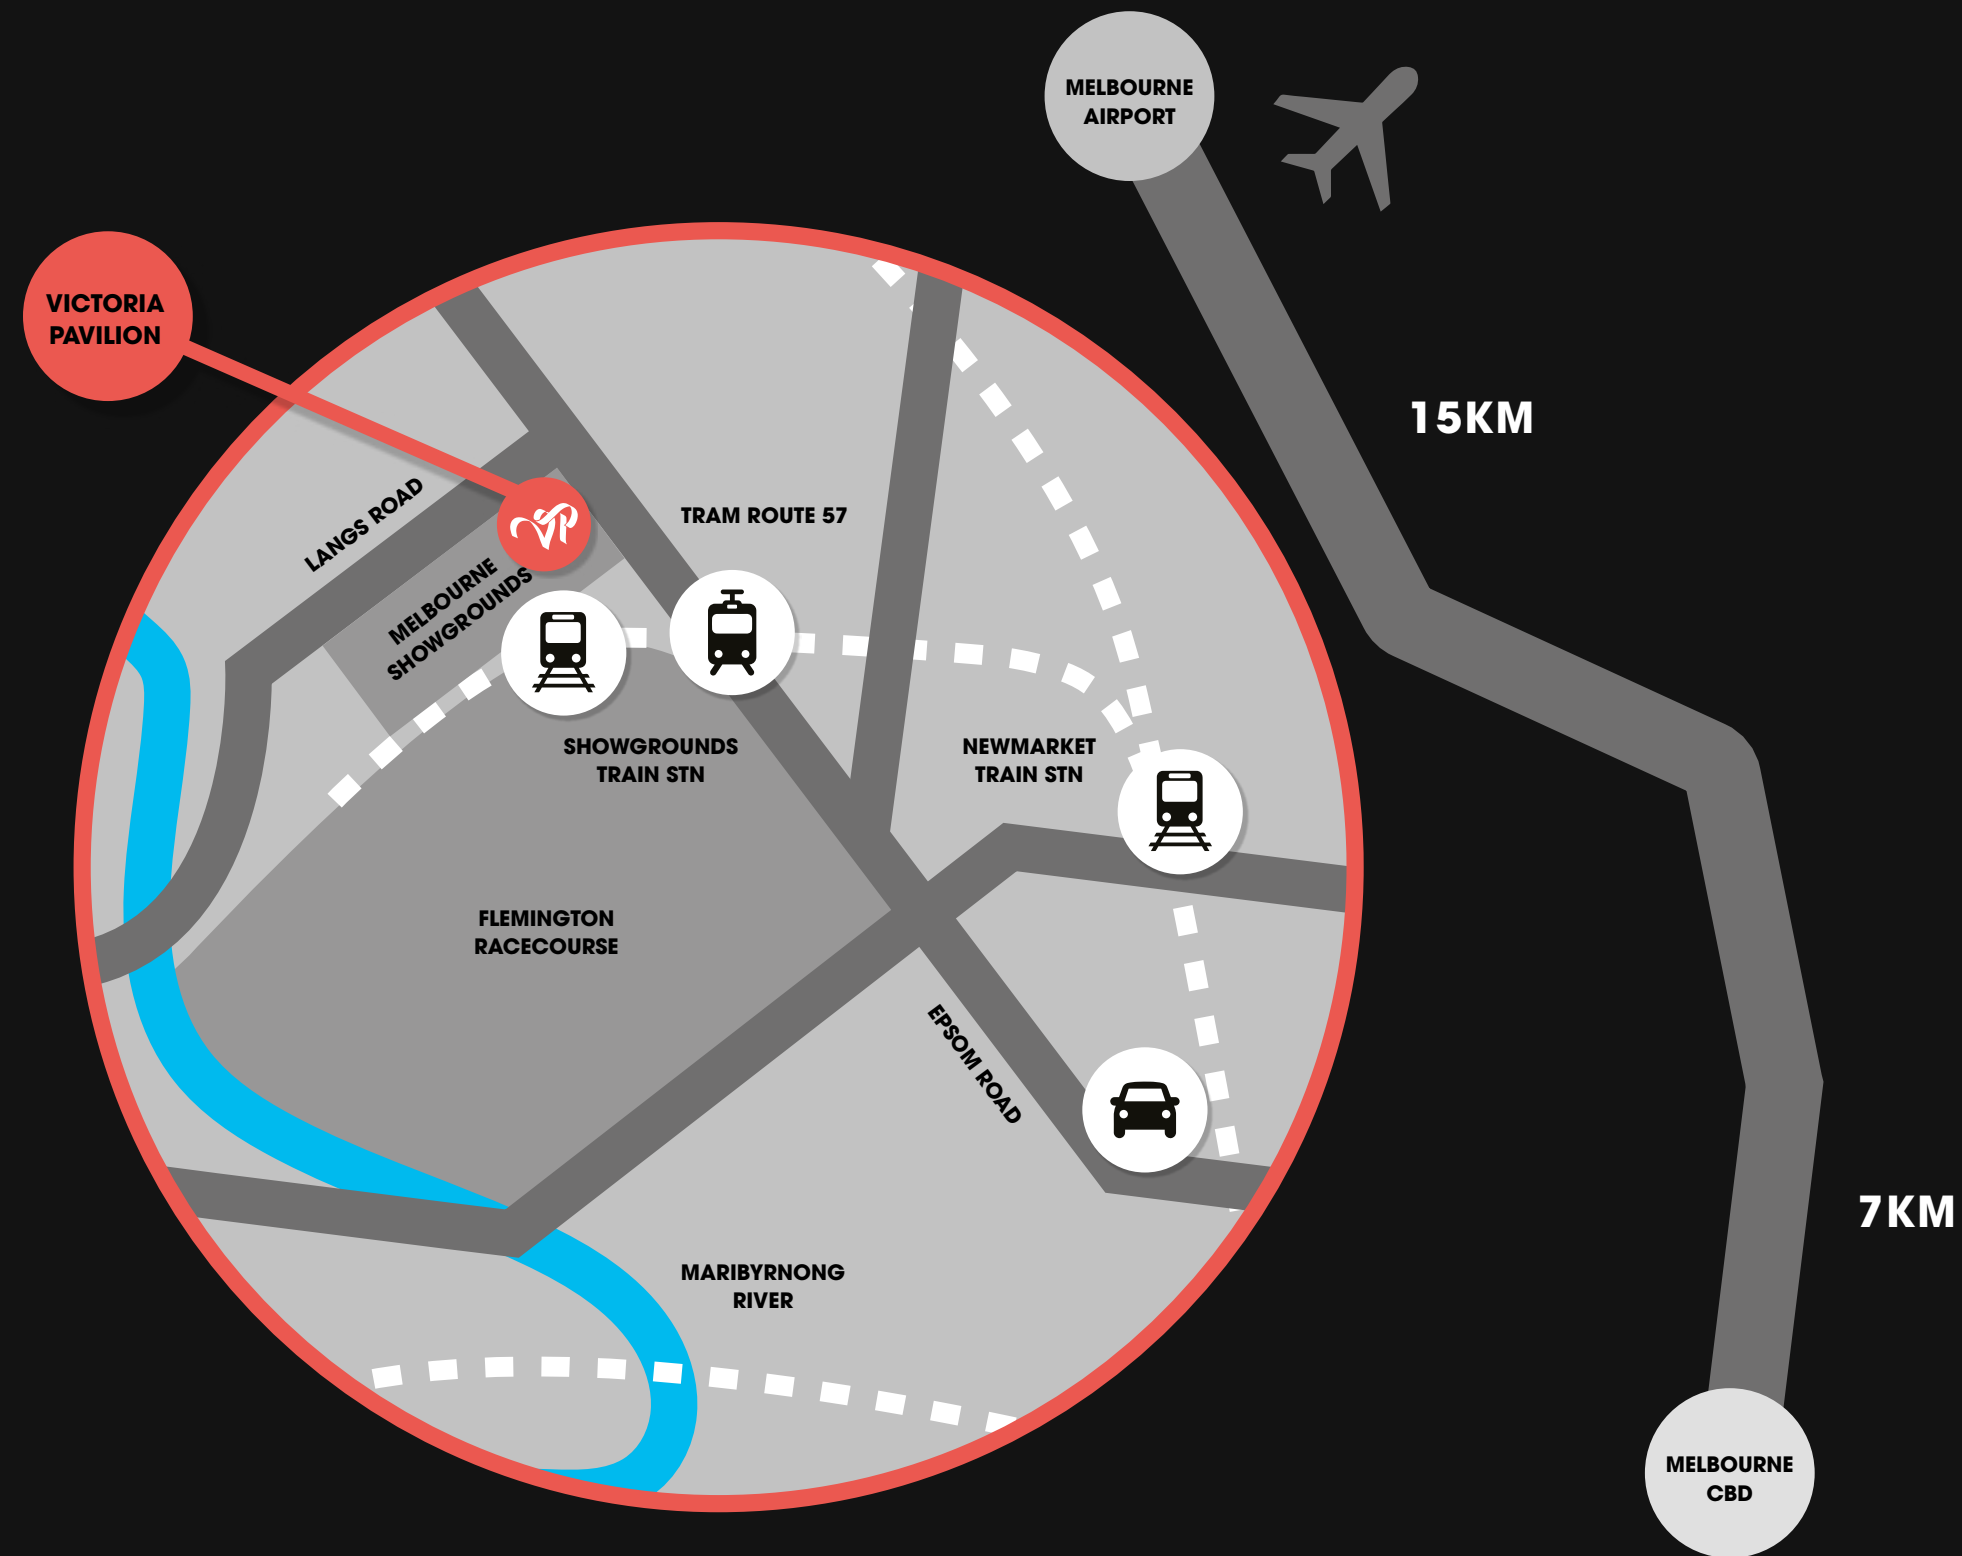 MELBOURNE
AIRPORT
VICTORIA
PAVILION
15KM
LANGS ROAD
TRAM ROUTE 57
MELBOURNE
SHOWGROUNDS
SHOWGROUNDS
TRAIN STN
NEWMARKET
TRAIN STN
FLEMINGTON
RACECOURSE
EPSOM ROAD
7KM
MARIBYRNONG
RIVER
MELBOURNE
CBD